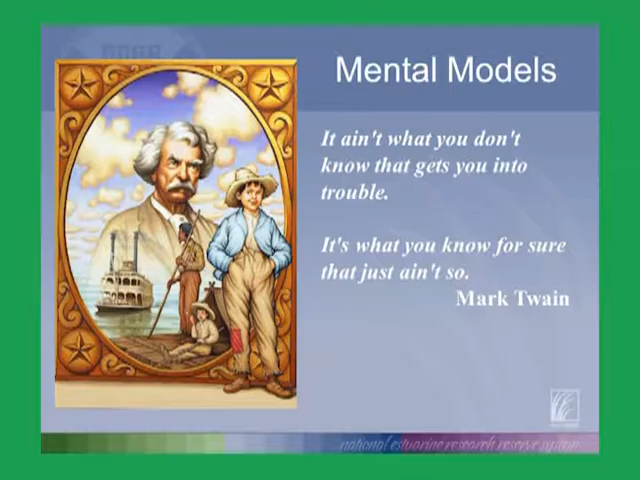 Mental Models
It ain't what you don't
know that gets you into
trouble.
It's what you know for sure
that just ain't so.
Mark Twain
national estuarine research reserve system